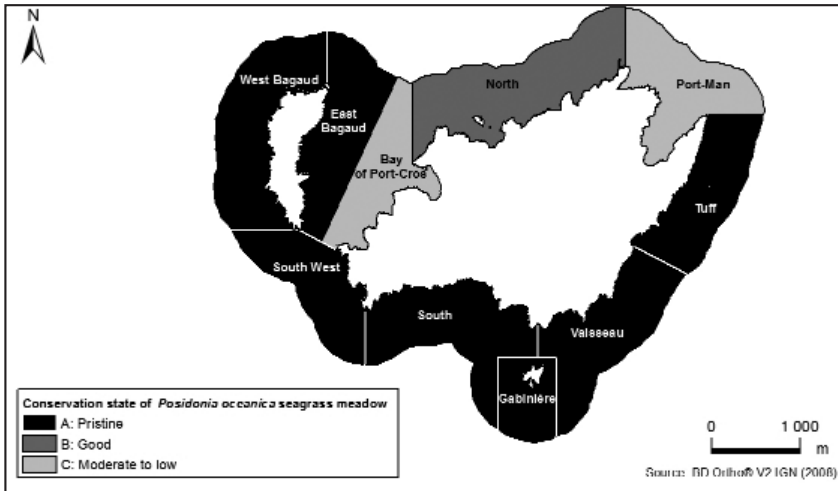 N
West Bagaud
North
Port-Man
East
Bagaud
Bay
of Port-Cros
Tuff
South West
South
Vaisseau
Gabinière
Conservation state of Posidonia oceanica seagrass meadow
A: Pristine
B: Good
C: Moderate to low
0 1 000
m
Source: BD Ortho® V2 IGN (2008)